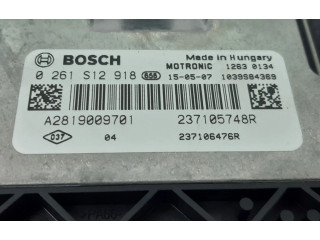 BOSCH
Made in Hungary
MOTRONIC 1263 0134
0 261 S12 918 15-05-07 1039S84369
A2819009701 237105748R
04 237106476R